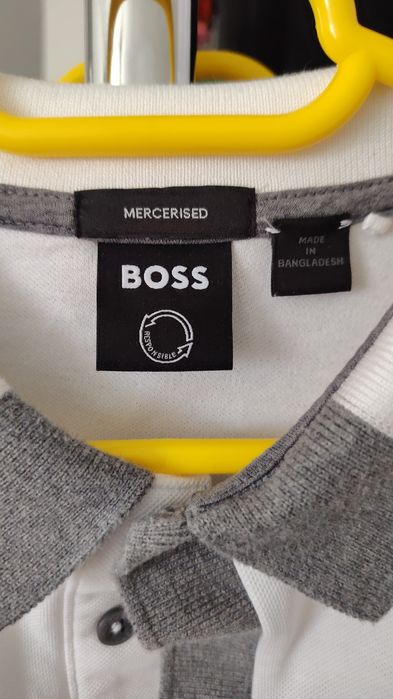 MERCERISED
BOSS
RESPONSIBLE
MADE
IN
BANGLADESH